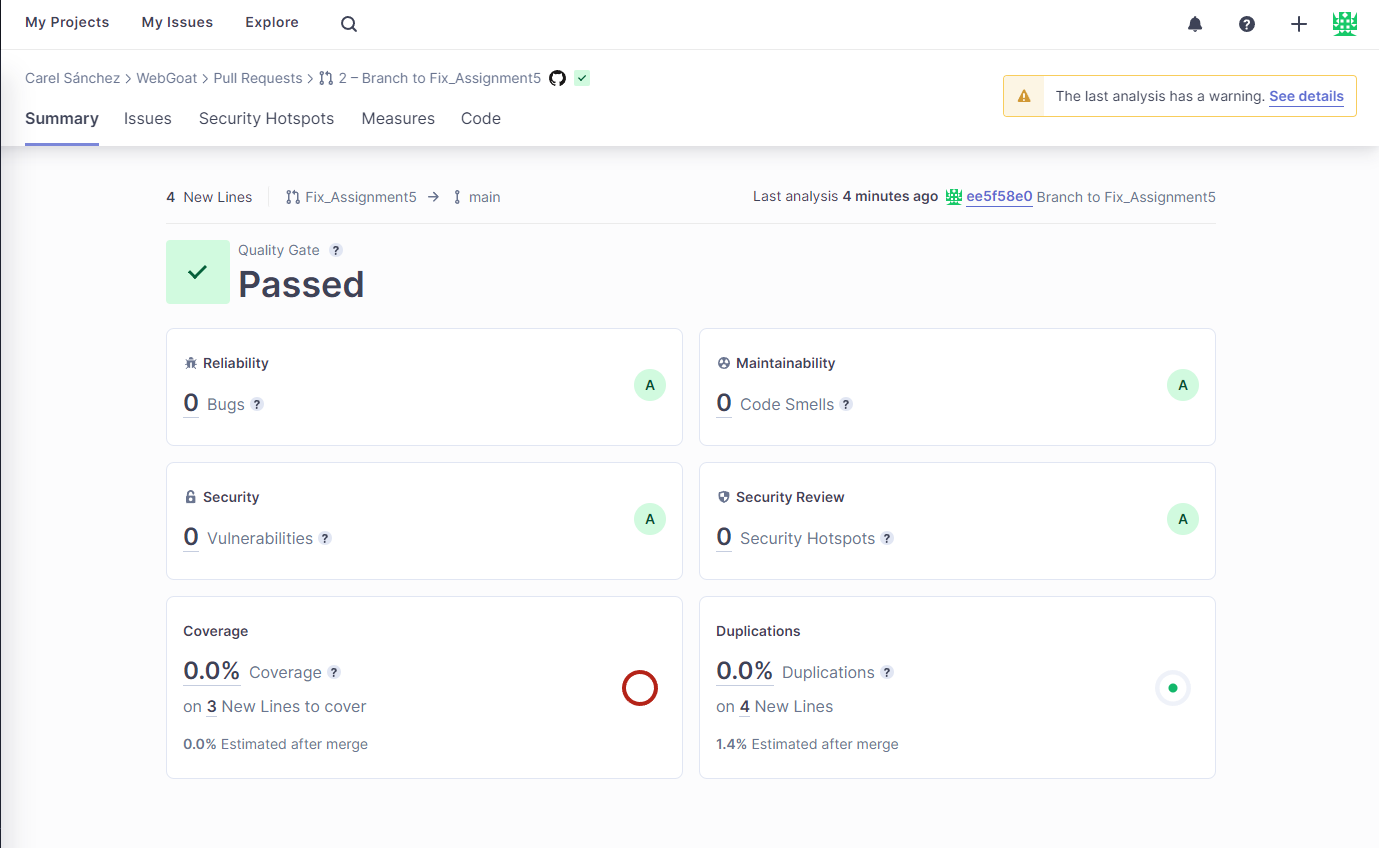 My Projects My Issues Explore
Carel Sánchez > WebGoat > Pull Requests > 2 – Branch to Fix_Assignment5
The last analysis has a warning. See details
Summary Issues Security Hotspots Measures Code
4 New Lines Fix_Assignment5 → main Last analysis 4 minutes ago ee5f58e0 Branch to Fix_Assignment5
Quality Gate ?
Passed
Reliability
0 Bugs ?
A
Maintainability
0 Code Smells ?
A
Security
0 Vulnerabilities ?
A
Security Review
0 Security Hotspots ?
A
Coverage
0.0% Coverage ?
on 3 New Lines to cover
0.0% Estimated after merge
Duplications
0.0% Duplications ?
on 4 New Lines
1.4% Estimated after merge